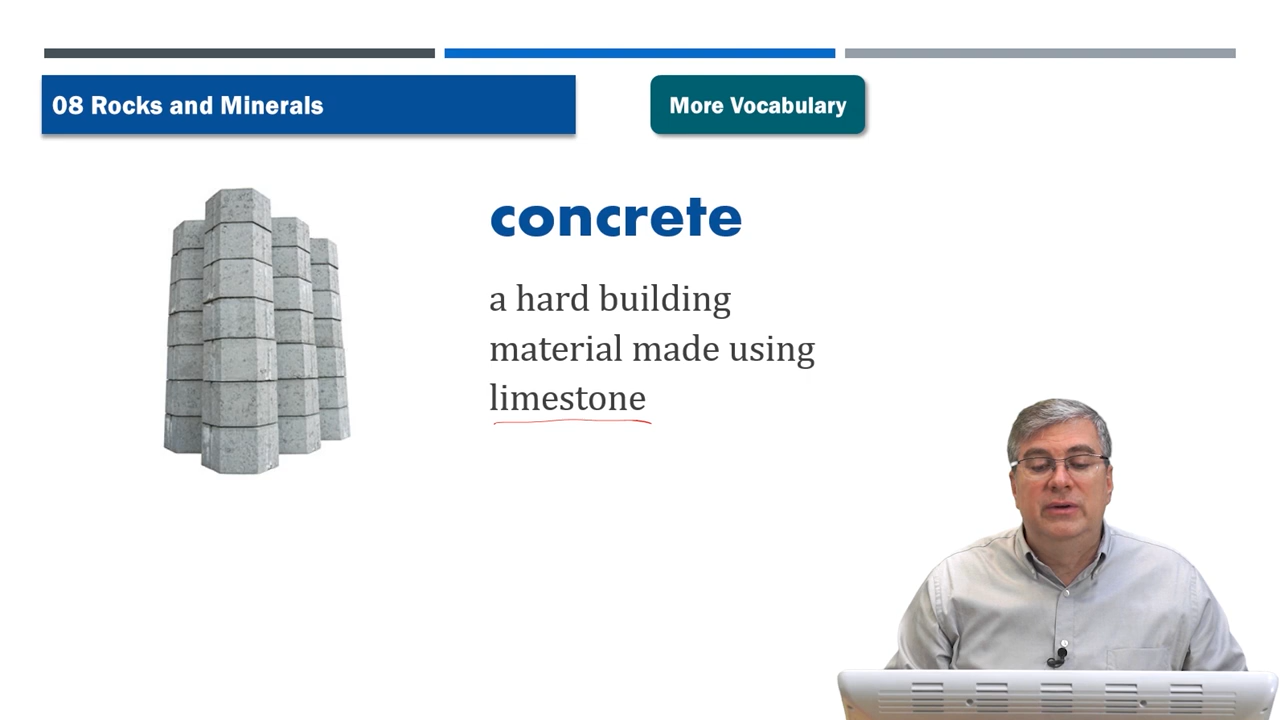 08 Rocks and Minerals
More Vocabulary
concrete
a hard building
material made using
limestone